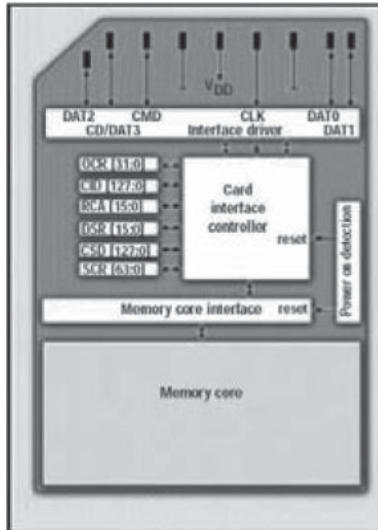 V_DD
DAT2 CMD CLK DAT0
CD/DAT3 Interface driver DAT1
OCR [31:0]
CID [127:0]
RCA [15:0]
DSR [15:0]
CSD [127:0]
SCR [63:0]
Card
interface
controller
reset
Power on detection
Memory core interface reset
Memory core